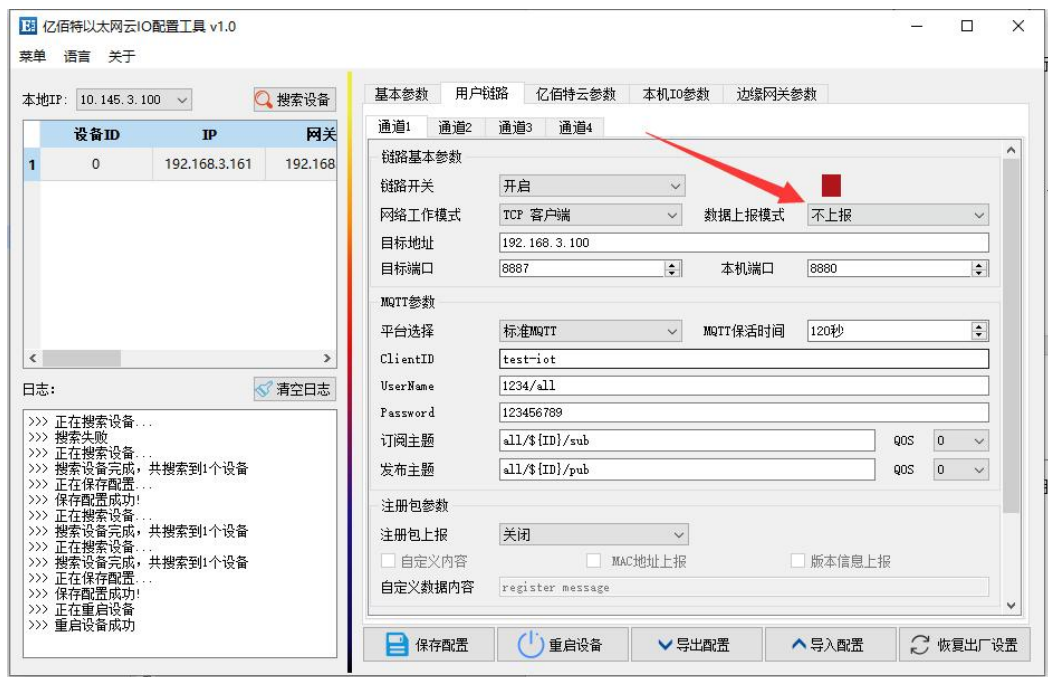 亿佰特以太网云IO配置工具 v1.0
菜单 语言 关于
本地IP: 10.145.3.100 搜索设备
设备ID IP 网关
1 0 192.168.3.161 192.168
日志: 清空日志
>>> 正在搜索设备...
>>> 搜索失败
>>> 正在搜索设备...
>>> 搜索设备完成，共搜索到1个设备
>>> 正在保存配置...
>>> 保存配置成功!
>>> 正在搜索设备...
>>> 搜索设备完成，共搜索到1个设备
>>> 正在搜索设备...
>>> 搜索设备完成，共搜索到1个设备
>>> 正在保存配置...
>>> 保存配置成功!
>>> 正在重启设备
>>> 重启设备成功
基本参数 用户链路 亿佰特云参数 本机IO参数 边缘网关参数
通道1 通道2 通道3 通道4
链路基本参数
链路开关 开启
网络工作模式 TCP 客户端 数据上报模式 不上报
目标地址 192.168.3.100
目标端口 8887 本机端口 8880
MQTT参数
平台选择 标准MQTT MQTT保活时间 120秒
ClientID test-iot
UserName 1234/all
Password 123456789
订阅主题 all/${ID}/sub QOS 0
发布主题 all/${ID}/pub QOS 0
注册包参数
注册包上报 关闭
自定义内容 MAC地址上报 版本信息上报
自定义数据内容 register message
保存配置 重启设备 导出配置 导入配置 恢复出厂设置